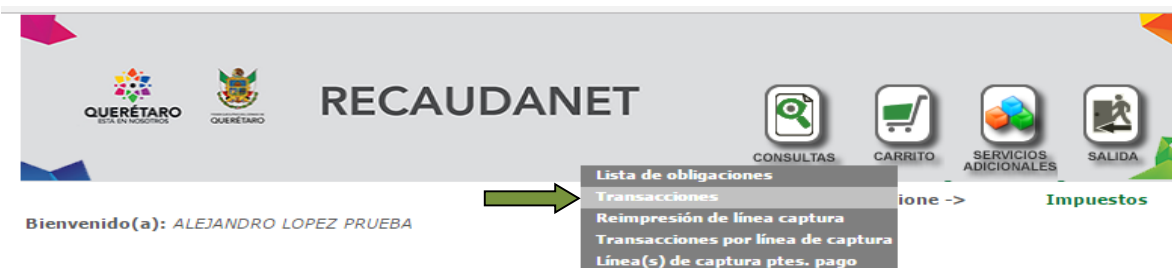 QUERÉTARO
ESTÁ EN NOSOTROS
QUERÉTARO
RECAUDANET
CONSULTAS
CARRITO
SERVICIOS
ADICIONALES
SALIDA
Lista de obligaciones
Transacciones
ione -> Impuestos
Reimpresión de línea captura
Bienvenido(a): ALEJANDRO LOPEZ PRUEBA
Transacciones por línea de captura
Línea(s) de captura ptes. pago